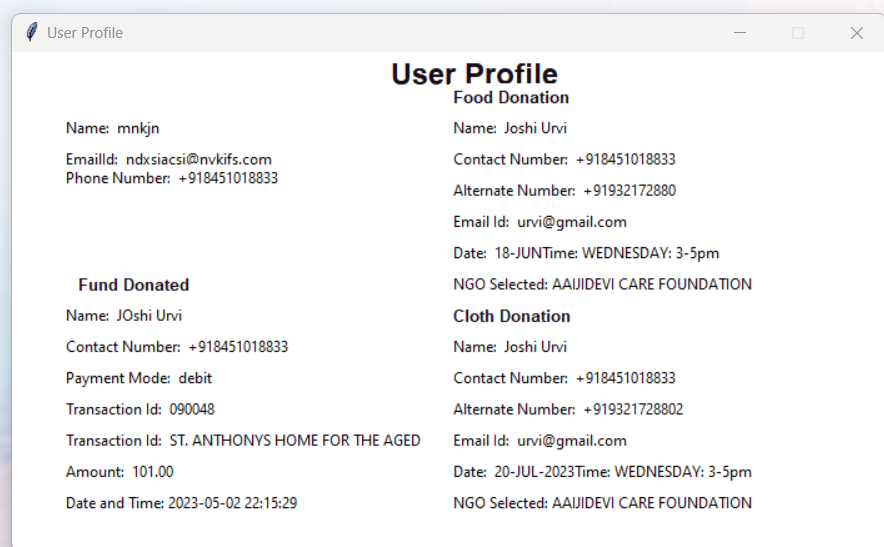 User Profile
User Profile
Name: mnkjn
EmailId: ndxsiacsi@nvkifs.com
Phone Number: +918451018833
Fund Donated
Name: JOshi Urvi
Contact Number: +918451018833
Payment Mode: debit
Transaction Id: 090048
Transaction Id: ST. ANTHONYS HOME FOR THE AGED
Amount: 101.00
Date and Time: 2023-05-02 22:15:29
Food Donation
Name: Joshi Urvi
Contact Number: +918451018833
Alternate Number: +91932172880
Email Id: urvi@gmail.com
Date: 18-JUNTime: WEDNESDAY: 3-5pm
NGO Selected: AAIJIDEVI CARE FOUNDATION
Cloth Donation
Name: Joshi Urvi
Contact Number: +918451018833
Alternate Number: +919321728802
Email Id: urvi@gmail.com
Date: 20-JUL-2023Time: WEDNESDAY: 3-5pm
NGO Selected: AAIJIDEVI CARE FOUNDATION